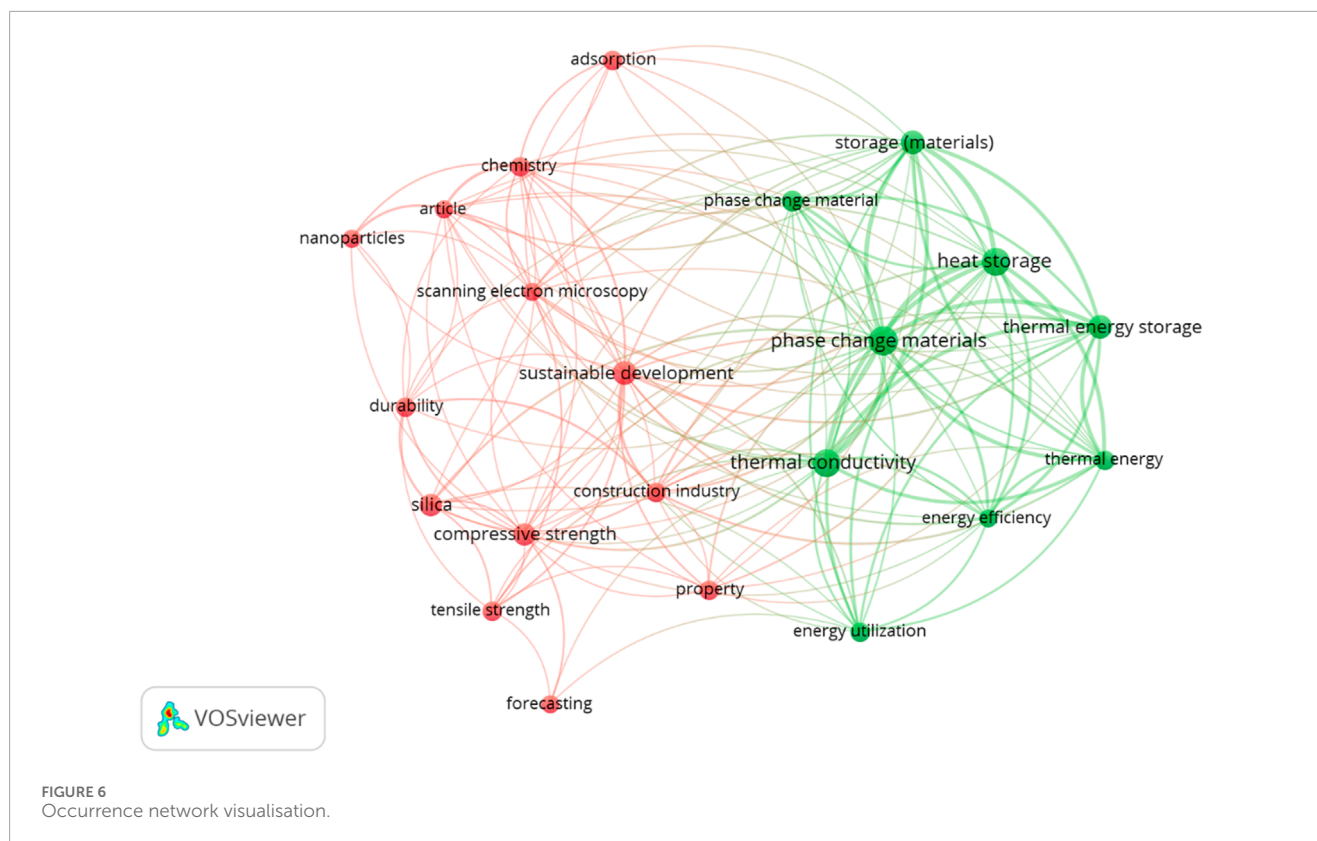 adsorption
storage (materials)
chemistry
phase change material
article
nanoparticles
heat storage
scanning electron microscopy
thermal energy storage
phase change materials
sustainable development
durability
thermal conductivity
thermal energy
construction industry
silica
energy efficiency
compressive strength
property
tensile strength
energy utilization
forecasting
VOSviewer
FIGURE 6
Occurrence network visualisation.